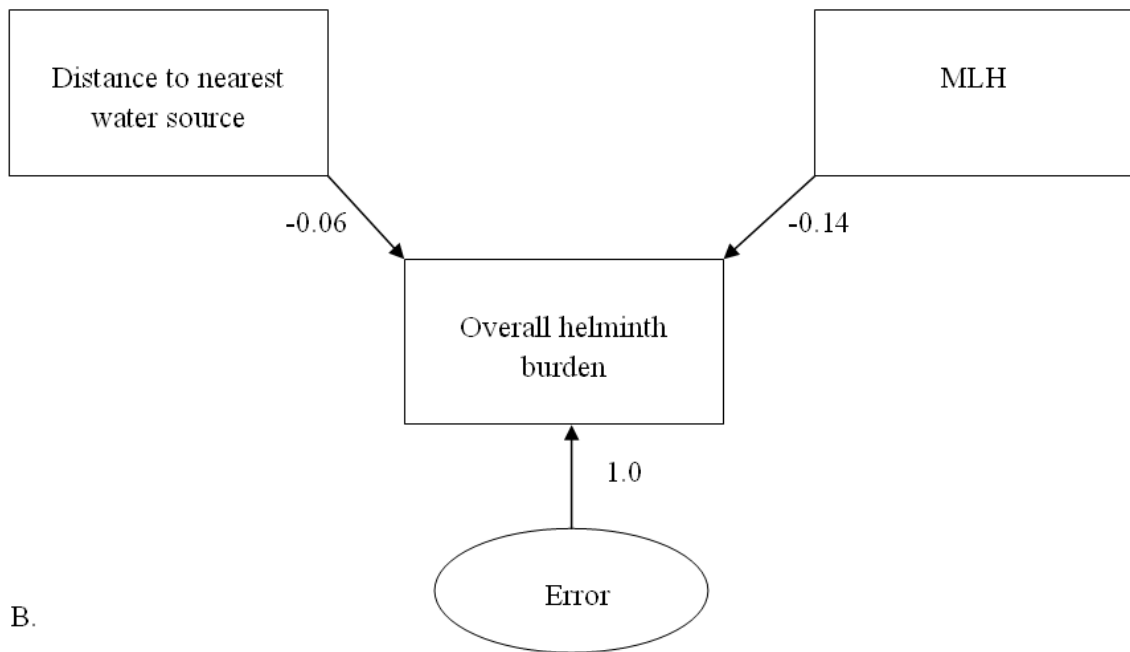 Distance to nearest
water source
MLH
-0.06
-0.14
Overall helminth
burden
1.0
Error
B.